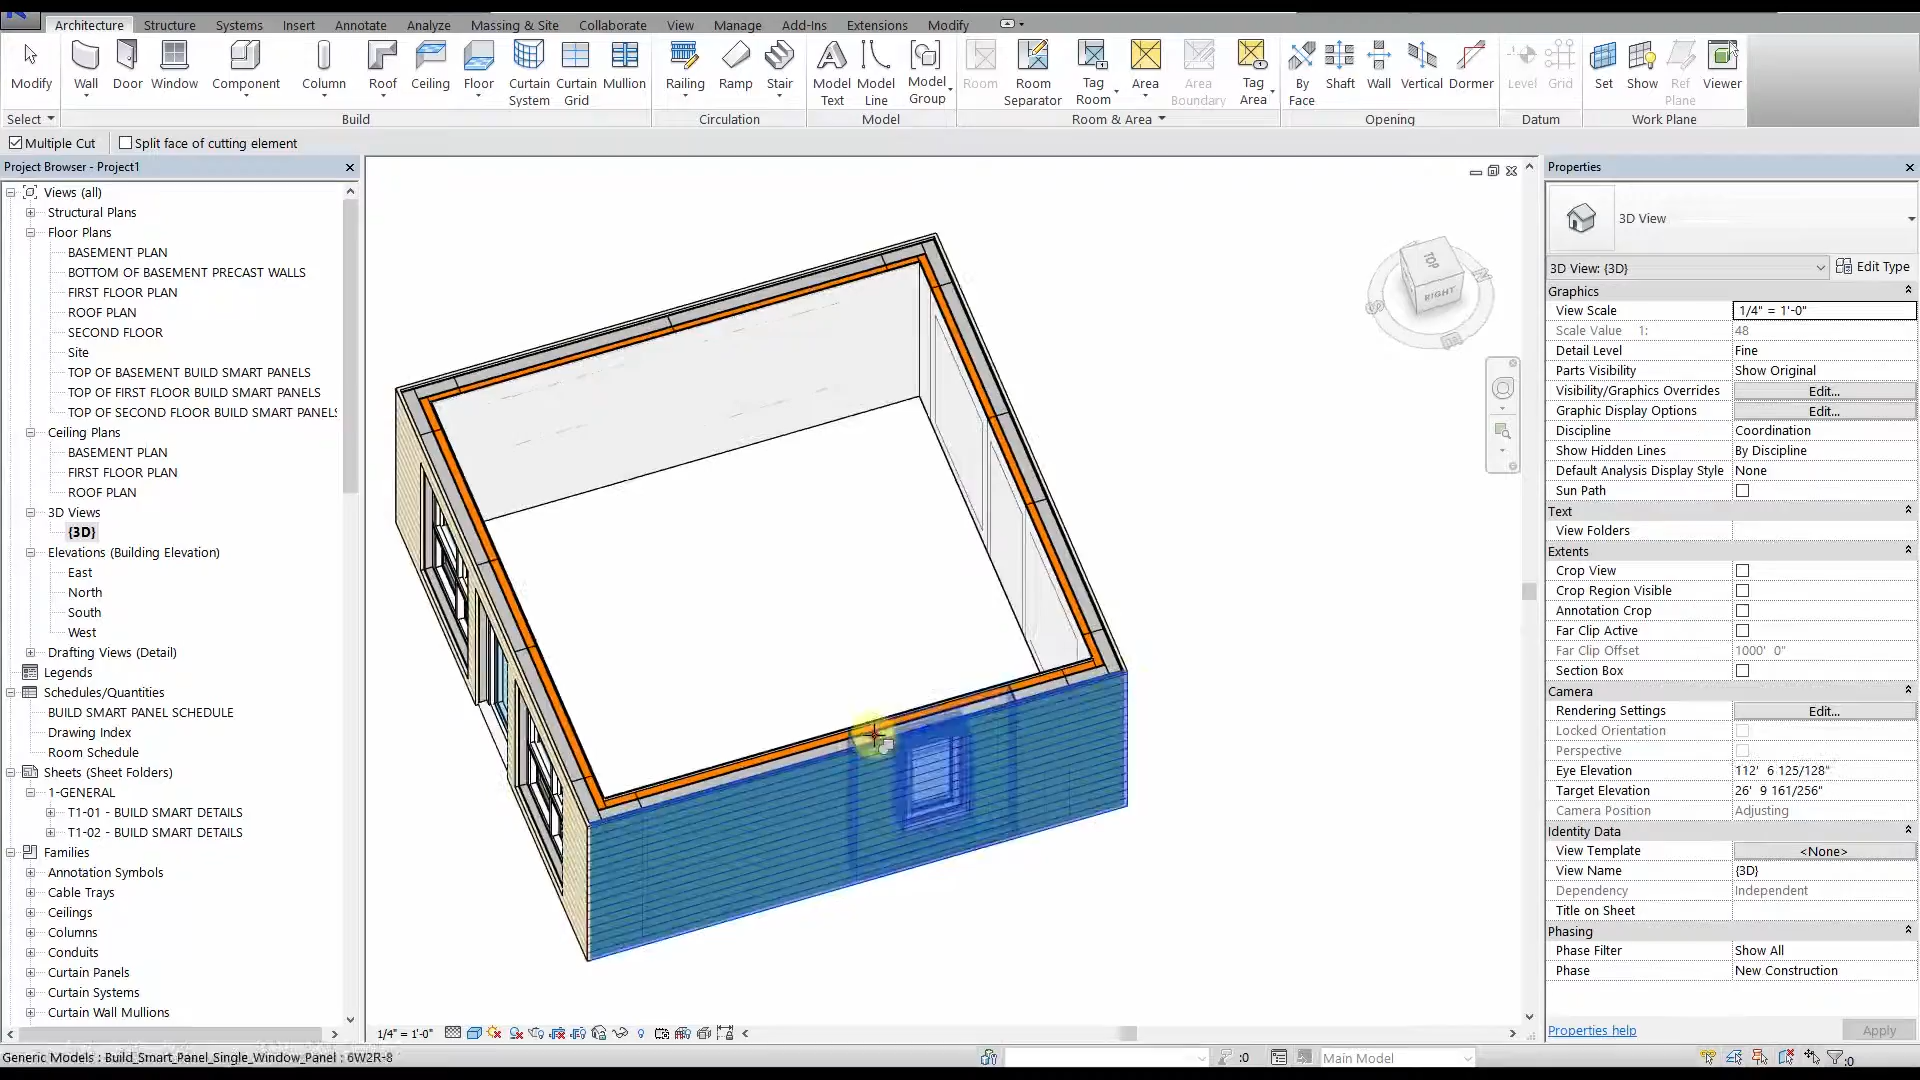 Architecture Structure Systems Insert Annotate Analyze Massing & Site Collaborate View Manage Add-Ins Extensions Modify
Modify Wall Door Window Component Column Roof Ceiling Floor Curtain System Curtain Grid Mullion Railing Ramp Stair Model Text Model Line Model Group Room Room Separator Tag Room Area Area Boundary Tag Area By Face Shaft Wall Vertical Dormer Level Grid Set Show Ref Plane Viewer
Select Build Circulation Model Room & Area Opening Datum Work Plane
Multiple Cut Split face of cutting element
Project Browser - Project1
Views (all)
Structural Plans
Floor Plans
BASEMENT PLAN
BOTTOM OF BASEMENT PRECAST WALLS
FIRST FLOOR PLAN
ROOF PLAN
SECOND FLOOR
Site
TOP OF BASEMENT BUILD SMART PANELS
TOP OF FIRST FLOOR BUILD SMART PANELS
TOP OF SECOND FLOOR BUILD SMART PANELS
Ceiling Plans
BASEMENT PLAN
FIRST FLOOR PLAN
ROOF PLAN
3D Views
{3D}
Elevations (Building Elevation)
East
North
South
West
Drafting Views (Detail)
Legends
Schedules/Quantities
BUILD SMART PANEL SCHEDULE
Drawing Index
Room Schedule
Sheets (Sheet Folders)
1-GENERAL
T1-01 - BUILD SMART DETAILS
T1-02 - BUILD SMART DETAILS
Families
Annotation Symbols
Cable Trays
Ceilings
Columns
Conduits
Curtain Panels
Curtain Systems
Curtain Wall Mullions
TOP
RIGHT
Properties
3D View
3D View: {3D} Edit Type
Graphics
View Scale 1/4" = 1'-0"
Scale Value 1: 48
Detail Level Fine
Parts Visibility Show Original
Visibility/Graphics Overrides Edit...
Graphic Display Options Edit...
Discipline Coordination
Show Hidden Lines By Discipline
Default Analysis Display Style None
Sun Path
Text
View Folders
Extents
Crop View
Crop Region Visible
Annotation Crop
Far Clip Active
Far Clip Offset 1000' 0"
Section Box
Camera
Rendering Settings Edit...
Locked Orientation
Perspective
Eye Elevation 112' 6 125/128"
Target Elevation 26' 9 161/256"
Camera Position Adjusting
Identity Data
View Template <None>
View Name {3D}
Dependency Independent
Title on Sheet
Phasing
Phase Filter Show All
Phase New Construction
Properties help Apply
1/4" = 1'-0"
Generic Models : Build_Smart_Panel_Single_Window_Panel : 6W2R-8 :0 Main Model :0